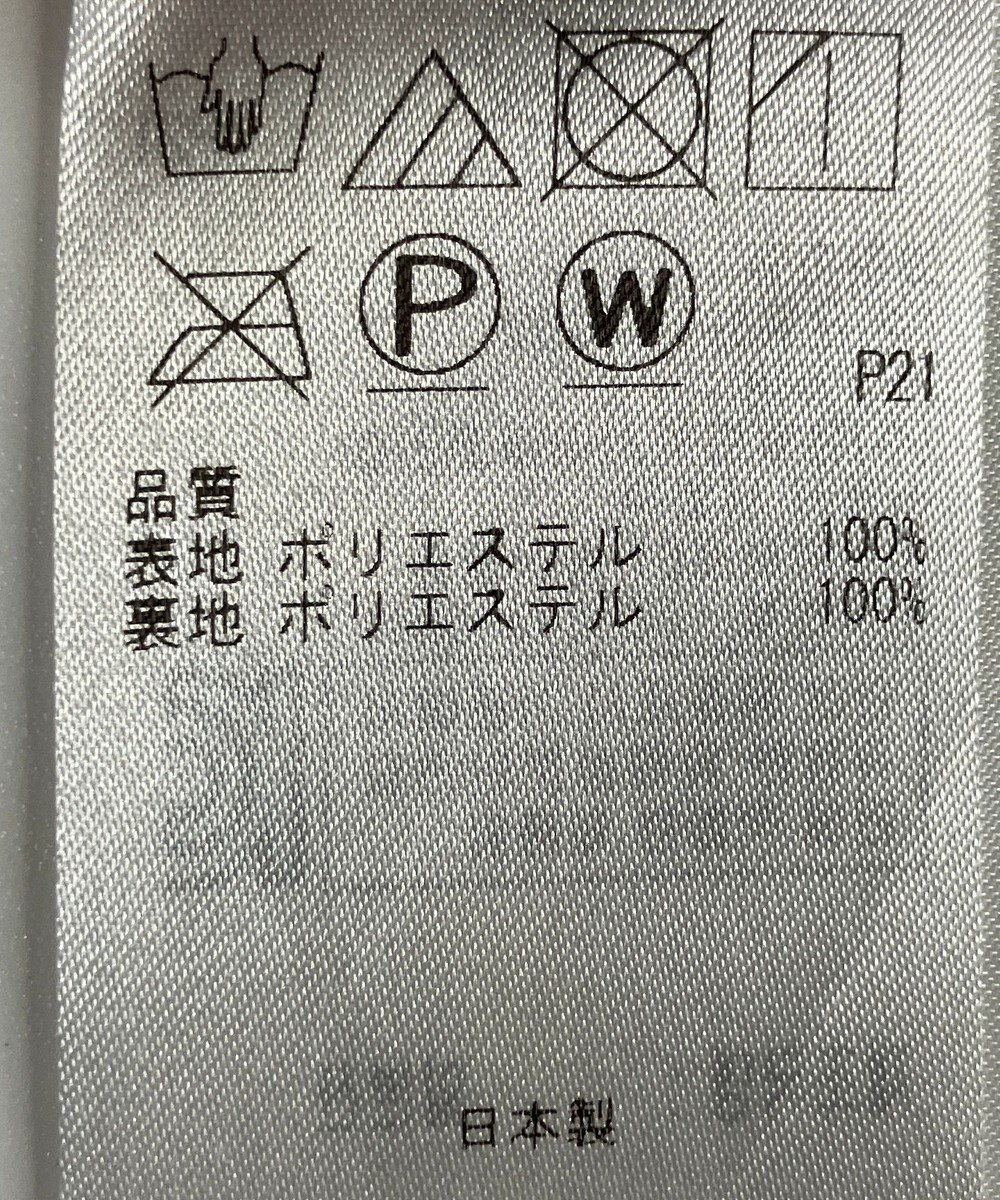 P W
P21
品質
表地 ポリエステル 100%
裏地 ポリエステル 100%
日本製